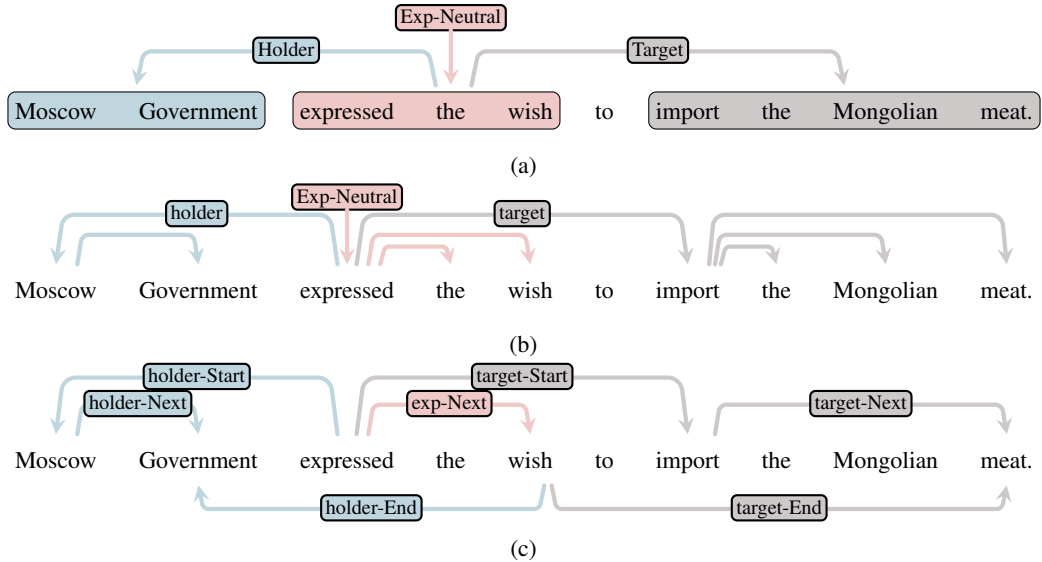 Exp-Neutral
Holder Target
Moscow Government expressed the wish to import the Mongolian meat.
(a)
Exp-Neutral
holder target
Moscow Government expressed the wish to import the Mongolian meat.
(b)
holder-Start target-Start
holder-Next exp-Next target-Next
Moscow Government expressed the wish to import the Mongolian meat.
holder-End target-End
(c)